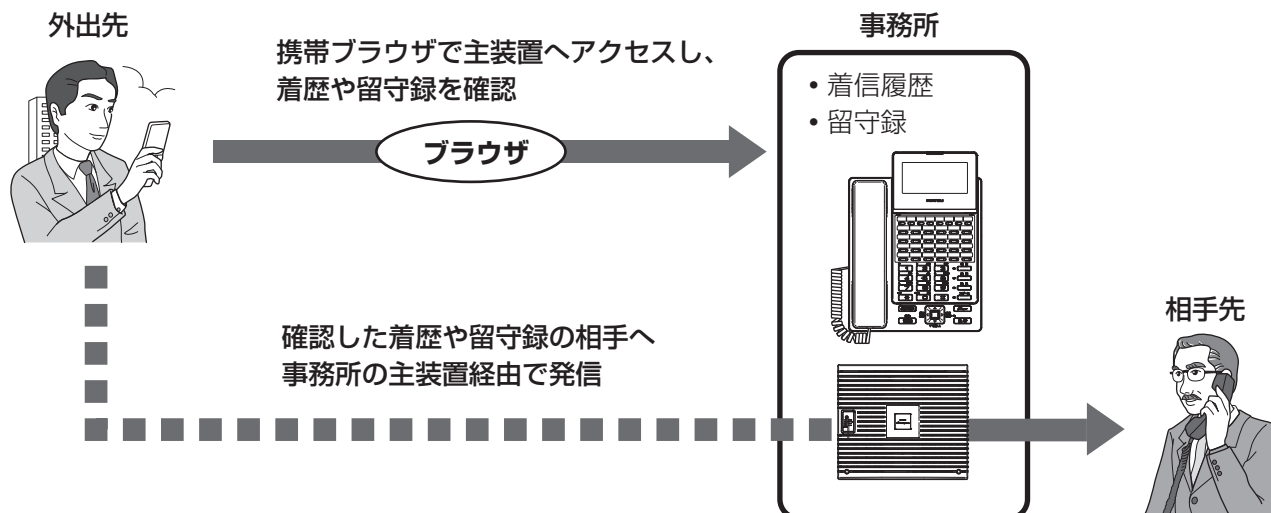 外出先
携帯ブラウザで主装置へアクセスし、
着歴や留守録を確認
ブラウザ
事務所
• 着信履歴
• 留守録
確認した着歴や留守録の相手へ
事務所の主装置経由で発信
相手先